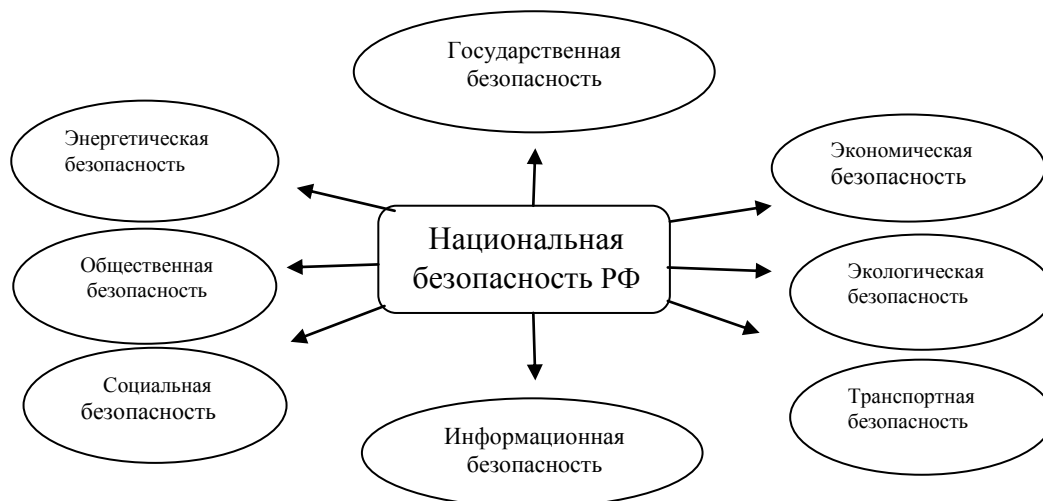 Государственная
безопасность
Энергетическая
безопасность
Экономическая
безопасность
Национальная
безопасность РФ
Общественная
безопасность
Экологическая
безопасность
Социальная
безопасность
Транспортная
безопасность
Информационная
безопасность